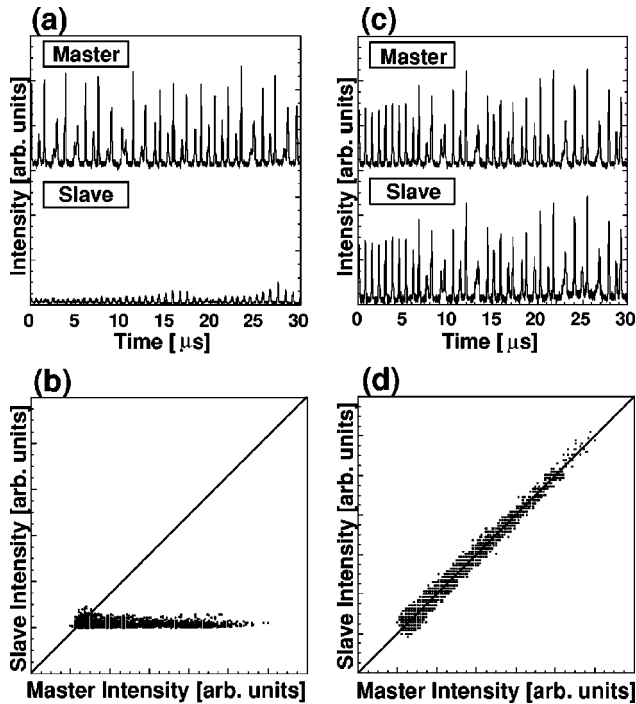 (a)
Master
Slave
Intensity [arb. units]
0 5 10 15 20 25 30
Time [ μs]
(c)
Master
Slave
Intensity [arb. units]
0 5 10 15 20 25 30
Time [ μs]
(b)
Slave Intensity [arb. units]
Master Intensity [arb. units]
(d)
Slave Intensity [arb. units]
Master Intensity [arb. units]